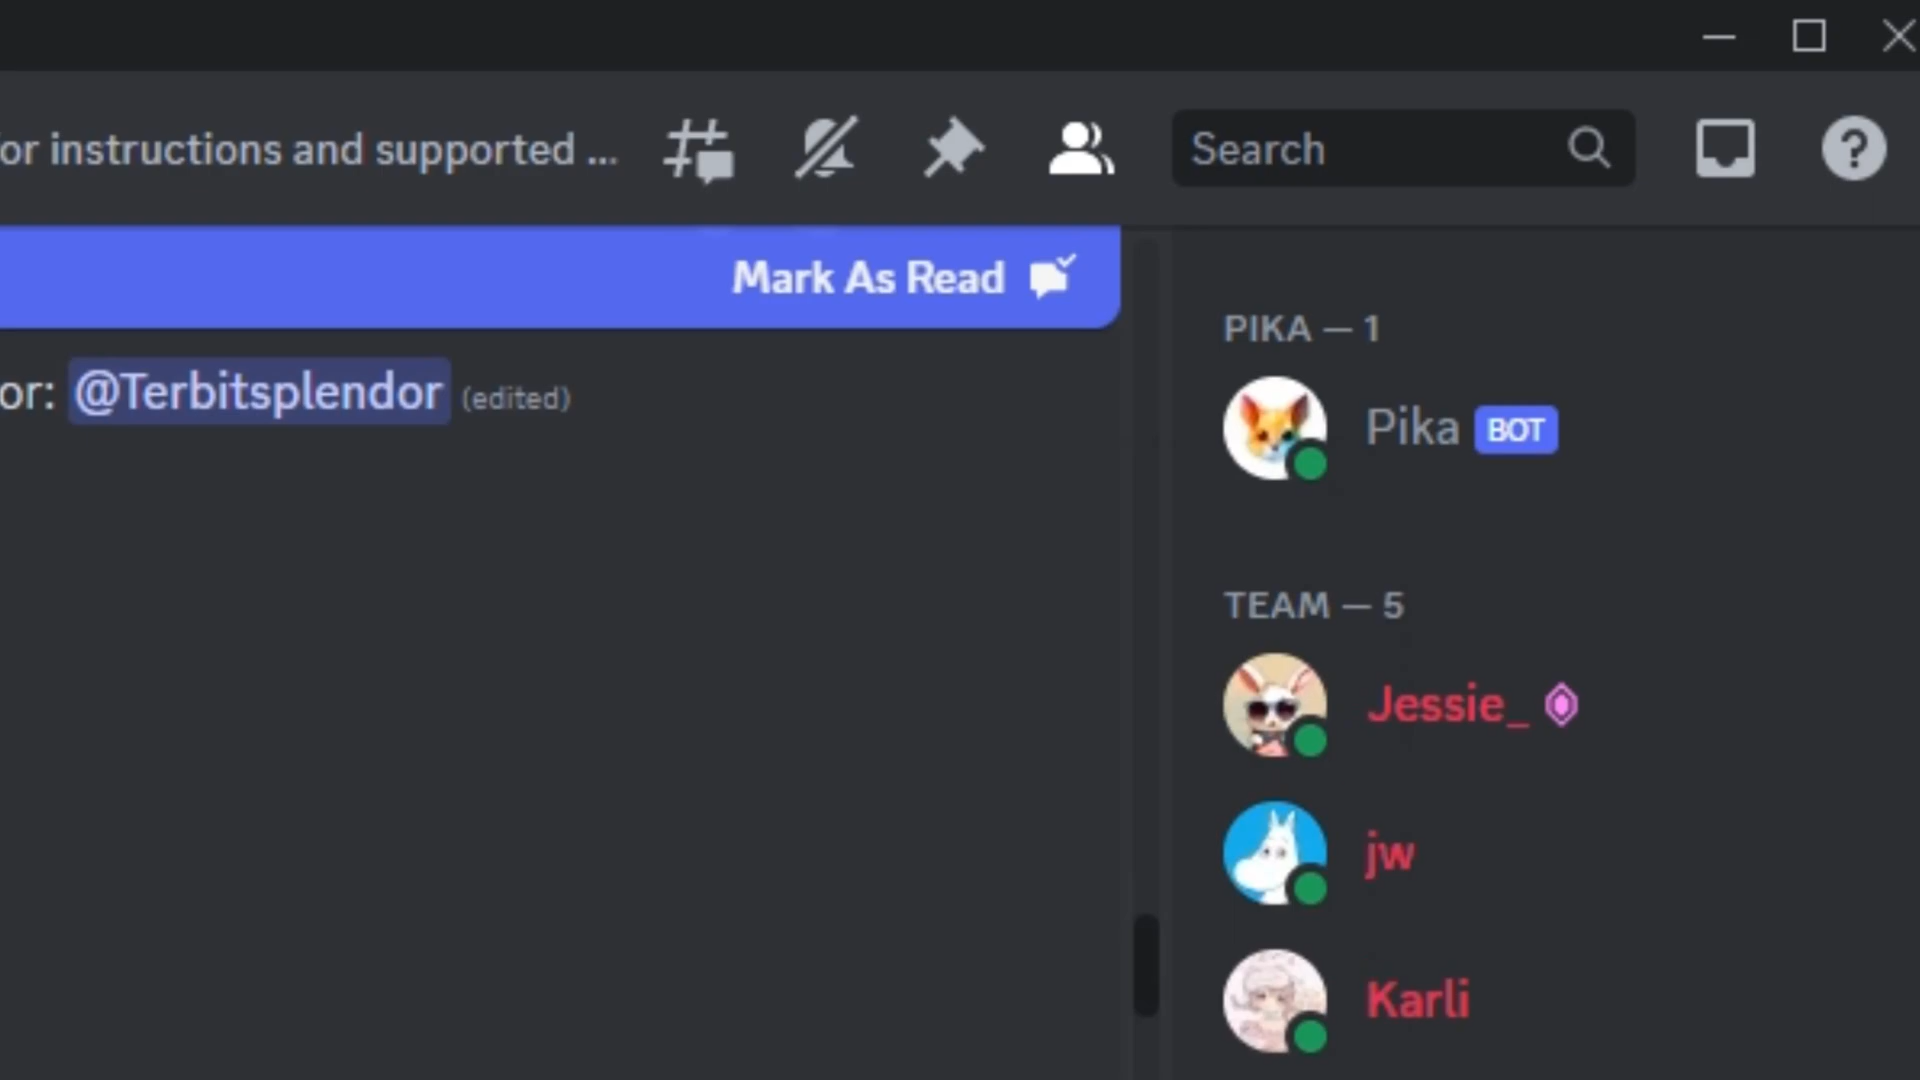 or instructions and supported ...
Search
Mark As Read
or: @Terbitsplendor (edited)
PIKA — 1
Pika BOT
TEAM — 5
Jessie_
jw
Karli